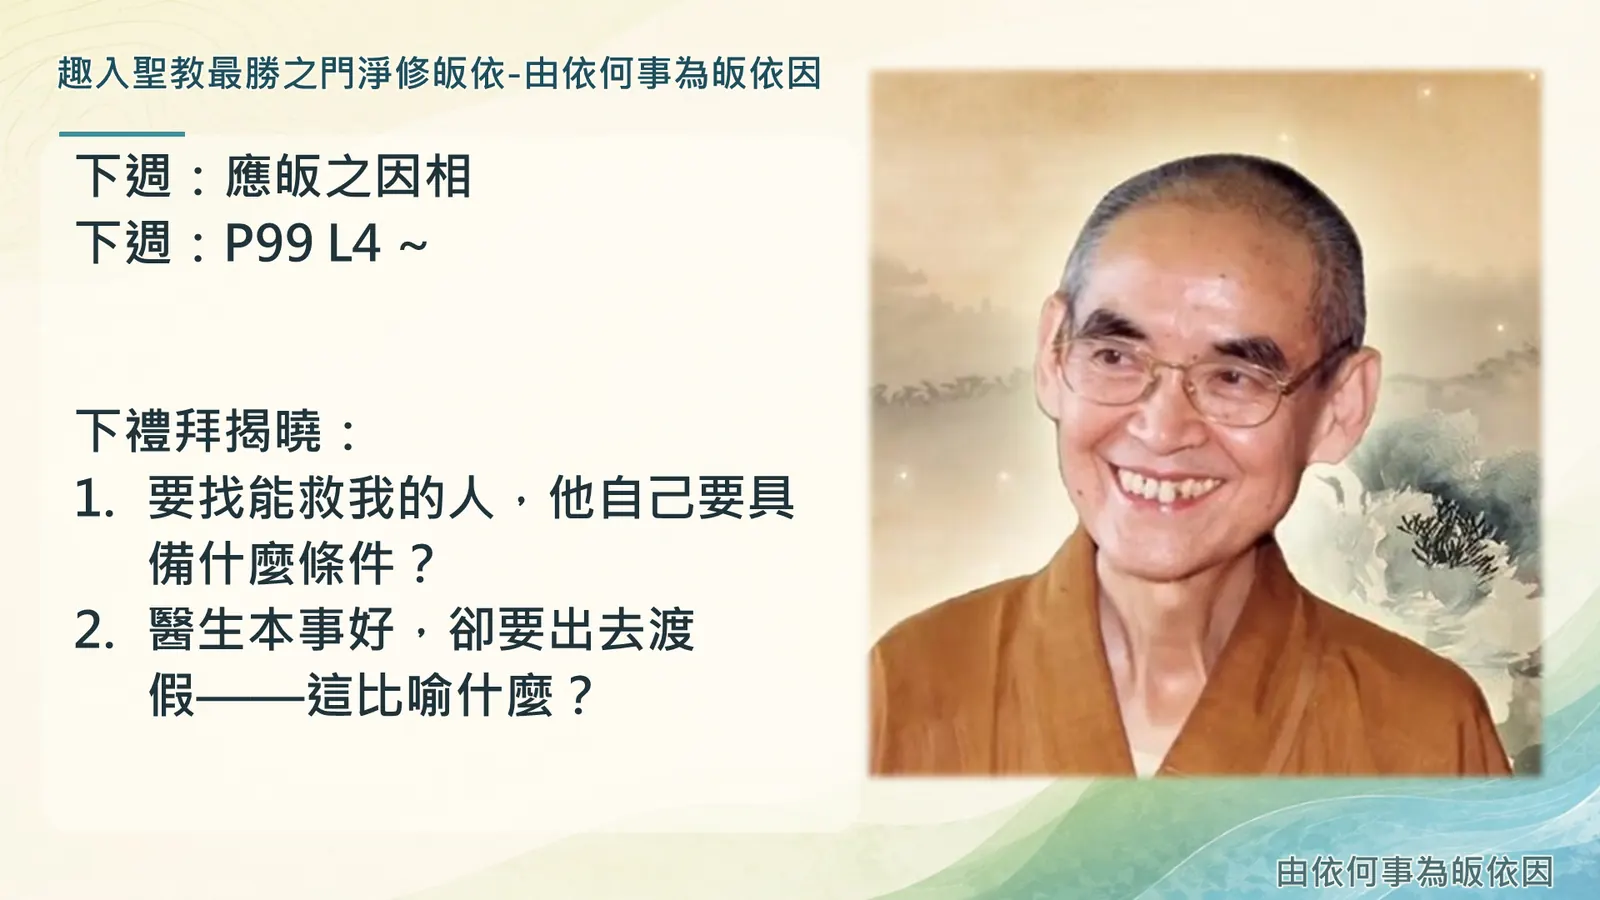 趣入聖教最勝之門淨修皈依-由依何事為皈依因
下週：應皈之因相
下週：P99 L4 ~
下禮拜揭曉：
1. 要找能救我的人，他自己要具
備什麼條件？
2. 醫生本事好，卻要出去渡
假——這比喻什麼？
由依何事為皈依因